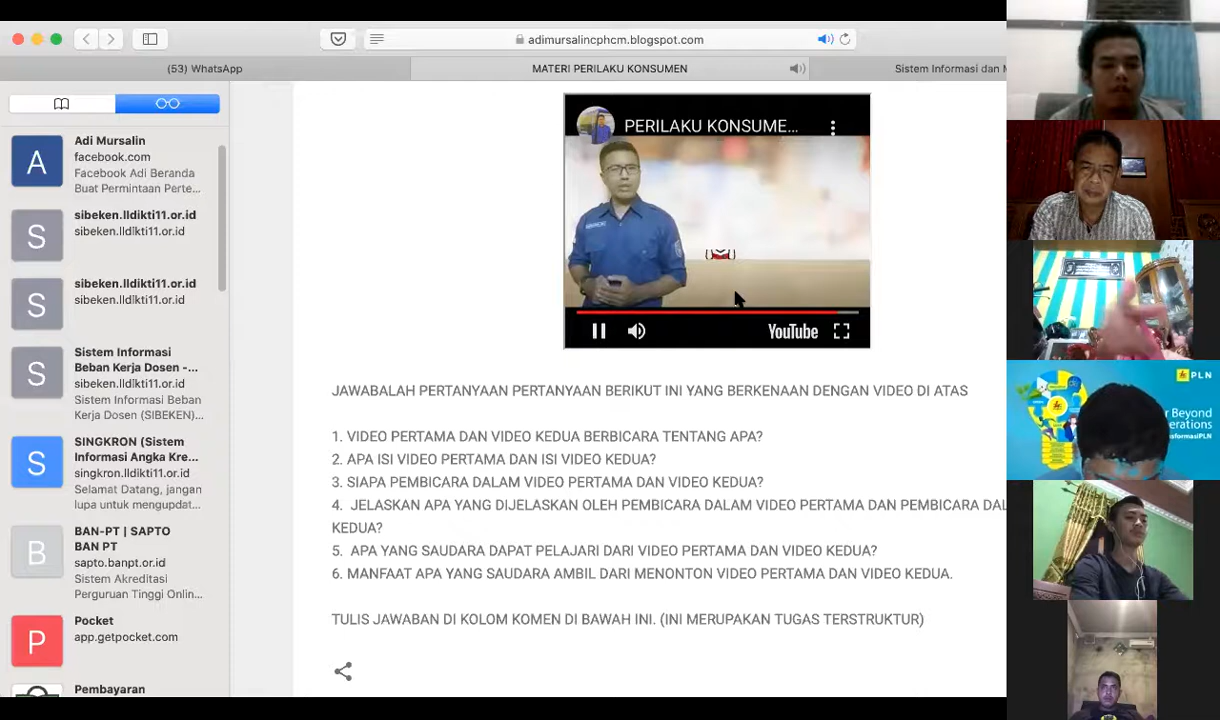 adimursalincphcm.blogspot.com
(53) WhatsApp
MATERI PERILAKU KONSUMEN
Sistem Informasi dan
A
Adi Mursalin
facebook.com
Facebook Adi Beranda
Buat Permintaan Perte...
S
sibeken.lldikti11.or.id
sibeken.lldikti11.or.id
S
sibeken.lldikti11.or.id
sibeken.lldikti11.or.id
S
Sistem Informasi
Beban Kerja Dosen -...
sibeken.lldikti11.or.id
Sistem Informasi Beban
Kerja Dosen (SIBEKEN)...
S
SINGKRON (Sistem
Informasi Angka Kre...
singkron.lldikti11.or.id
Selamat Datang, jangan
lupa untuk mengupdat...
B
BAN-PT | SAPTO
BAN PT
sapto.banpt.or.id
Sistem Akreditasi
Perguruan Tinggi Onlin...
P
Pocket
app.getpocket.com
Pembayaran
PERILAKU KONSUME...
YouTube
JAWABALAH PERTANYAAN PERTANYAAN BERIKUT INI YANG BERKENAAN DENGAN VIDEO DI ATAS
1. VIDEO PERTAMA DAN VIDEO KEDUA BERBICARA TENTANG APA?
2. APA ISI VIDEO PERTAMA DAN ISI VIDEO KEDUA?
3. SIAPA PEMBICARA DALAM VIDEO PERTAMA DAN VIDEO KEDUA?
4. JELASKAN APA YANG DIJELASKAN OLEH PEMBICARA DALAM VIDEO PERTAMA DAN PEMBICARA DAL
KEDUA?
5. APA YANG SAUDARA DAPAT PELAJARI DARI VIDEO PERTAMA DAN VIDEO KEDUA?
6. MANFAAT APA YANG SAUDARA AMBIL DARI MENONTON VIDEO PERTAMA DAN VIDEO KEDUA.
TULIS JAWABAN DI KOLOM KOMEN DI BAWAH INI. (INI MERUPAKAN TUGAS TERSTRUKTUR)
PLN
Beyond
erations
nsformasiPLN